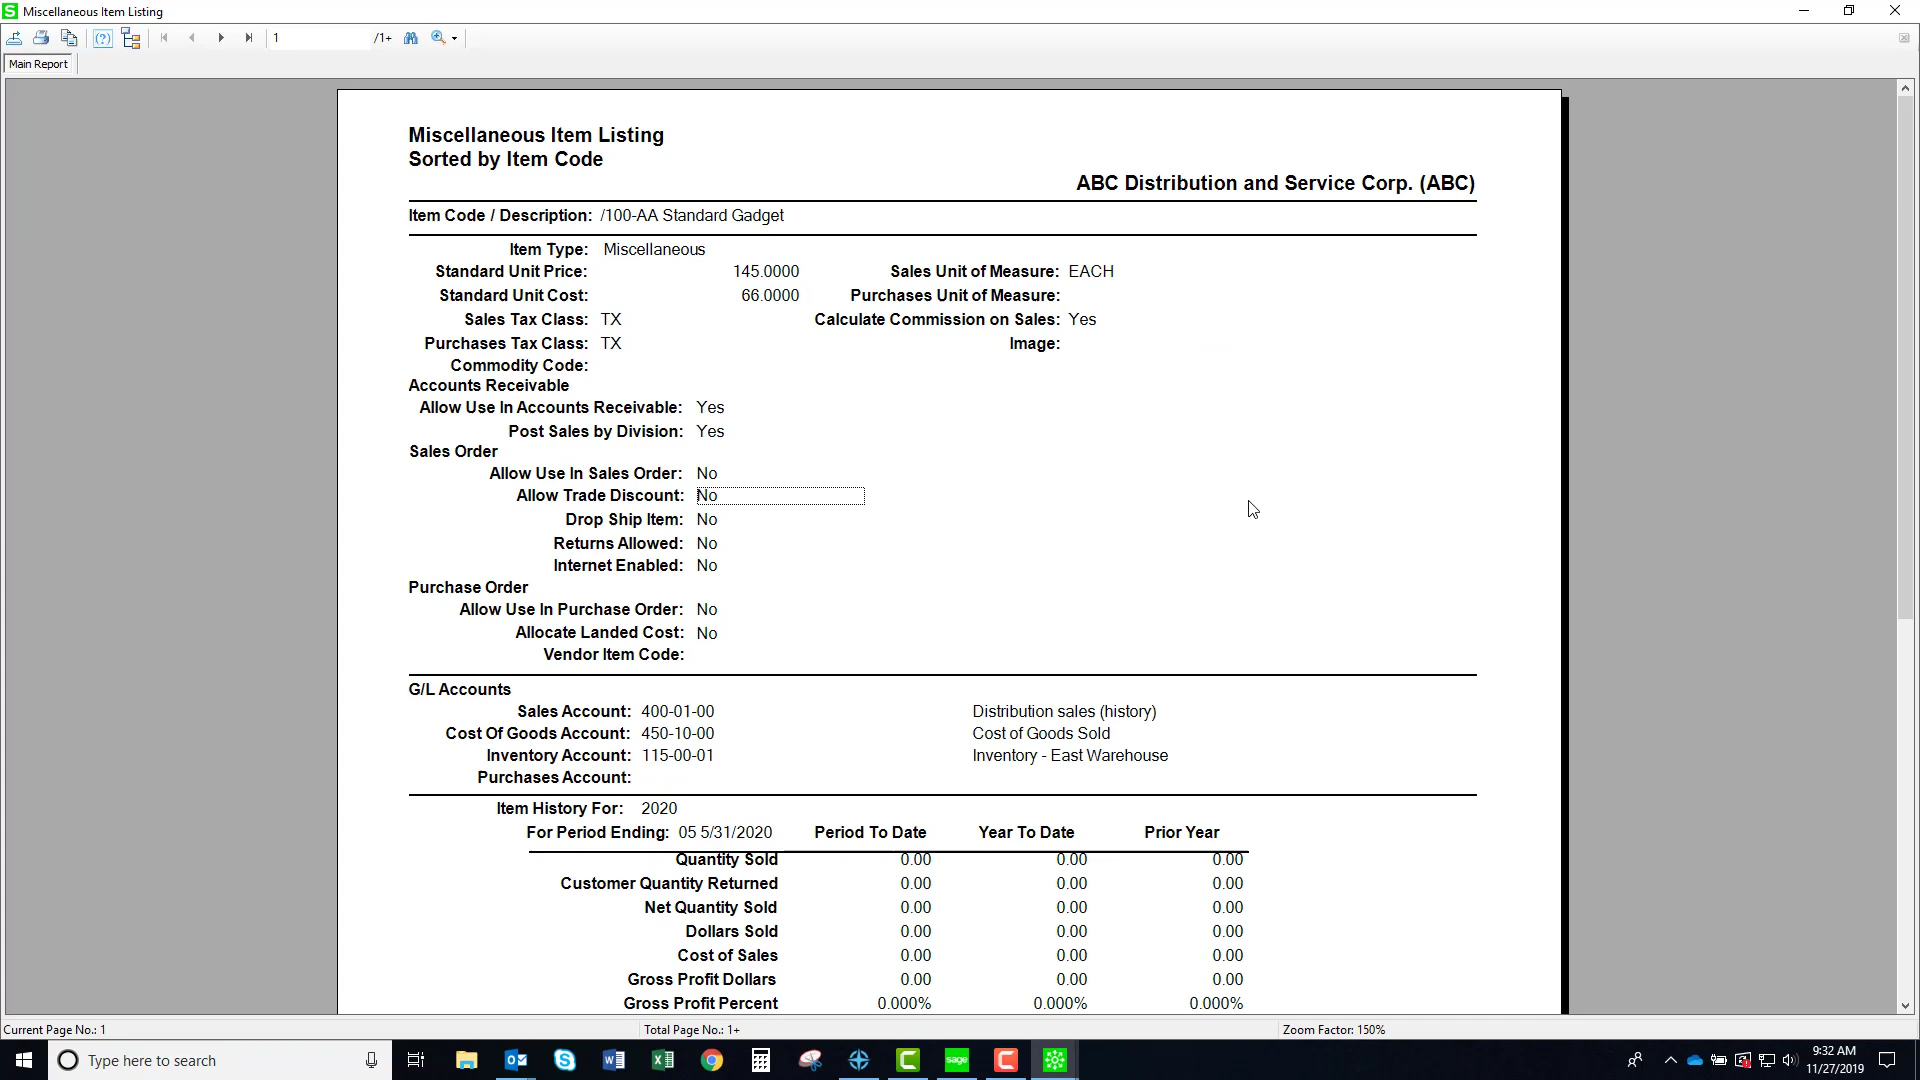 Miscellaneous Item Listing
1 /1+
Main Report
Miscellaneous Item Listing
Sorted by Item Code
ABC Distribution and Service Corp. (ABC)
Item Code / Description: /100-AA Standard Gadget
Item Type: Miscellaneous
Standard Unit Price: 145.0000 Sales Unit of Measure: EACH
Standard Unit Cost: 66.0000 Purchases Unit of Measure:
Sales Tax Class: TX Calculate Commission on Sales: Yes
Purchases Tax Class: TX Image:
Commodity Code:
Accounts Receivable
Allow Use In Accounts Receivable: Yes
Post Sales by Division: Yes
Sales Order
Allow Use In Sales Order: No
Allow Trade Discount: No
Drop Ship Item: No
Returns Allowed: No
Internet Enabled: No
Purchase Order
Allow Use In Purchase Order: No
Allocate Landed Cost: No
Vendor Item Code:
G/L Accounts
Sales Account: 400-01-00 Distribution sales (history)
Cost Of Goods Account: 450-10-00 Cost of Goods Sold
Inventory Account: 115-00-01 Inventory - East Warehouse
Purchases Account:
Item History For: 2020
For Period Ending: 05 5/31/2020 Period To Date Year To Date Prior Year
Quantity Sold 0.00 0.00 0.00
Customer Quantity Returned 0.00 0.00 0.00
Net Quantity Sold 0.00 0.00 0.00
Dollars Sold 0.00 0.00 0.00
Cost of Sales 0.00 0.00 0.00
Gross Profit Dollars 0.00 0.00 0.00
Gross Profit Percent 0.000% 0.000% 0.000%
Current Page No.: 1 Total Page No.: 1+ Zoom Factor: 150%
Type here to search
sage
9:32 AM
11/27/2019